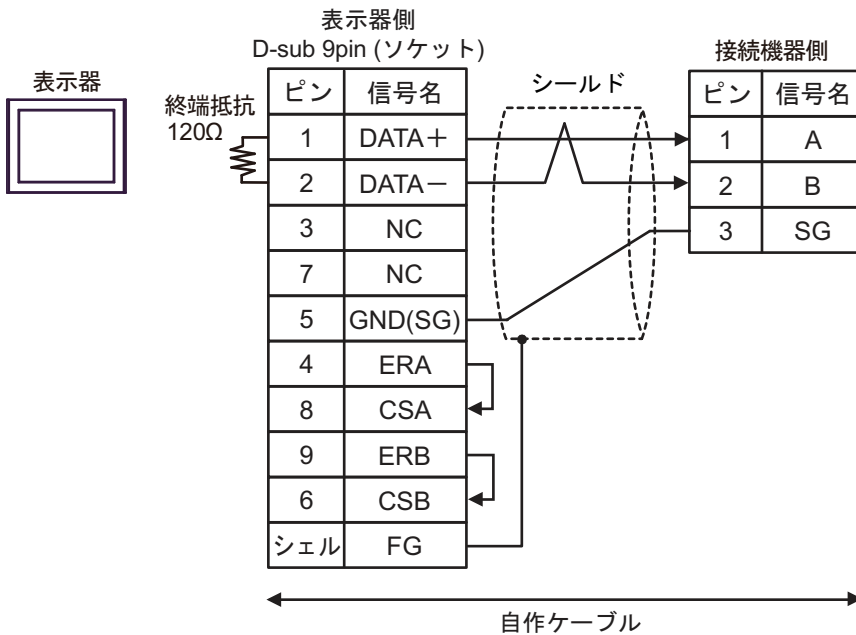 表示器側
D-sub 9pin (ソケット)
接続機器側
表示器
終端抵抗
120Ω
シールド
ピン 信号名
1 DATA＋
2 DATA－
3 NC
7 NC
5 GND(SG)
4 ERA
8 CSA
9 ERB
6 CSB
シェル FG
ピン 信号名
1 A
2 B
3 SG
自作ケーブル